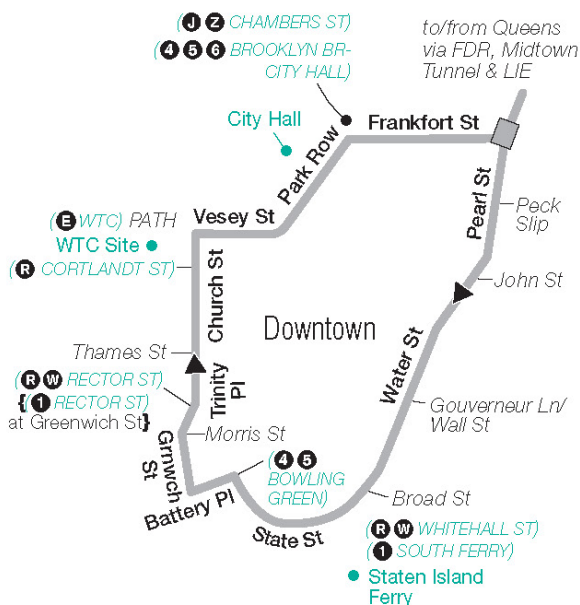 (J Z CHAMBERS ST)
(4 5 6 BROOKLYN BR-
CITY HALL)
to/from Queens
via FDR, Midtown
Tunnel & LIE
City Hall
Park Row
Frankfort St
Pearl St
Peck
Slip
Vesey St
(E WTC) PATH
WTC Site
(R CORTLANDT ST)
Church St
John St
Downtown
Water St
Thames St
Trinity
Pl
(R W RECTOR ST)
{(1 RECTOR ST)
at Greenwich St}
Gouverneur Ln/
Wall St
Morris St
Grnwch
St
(4 5
BOWLING
GREEN)
Battery Pl
State St
Broad St
(R W WHITEHALL ST)
(1 SOUTH FERRY)
Staten Island
Ferry